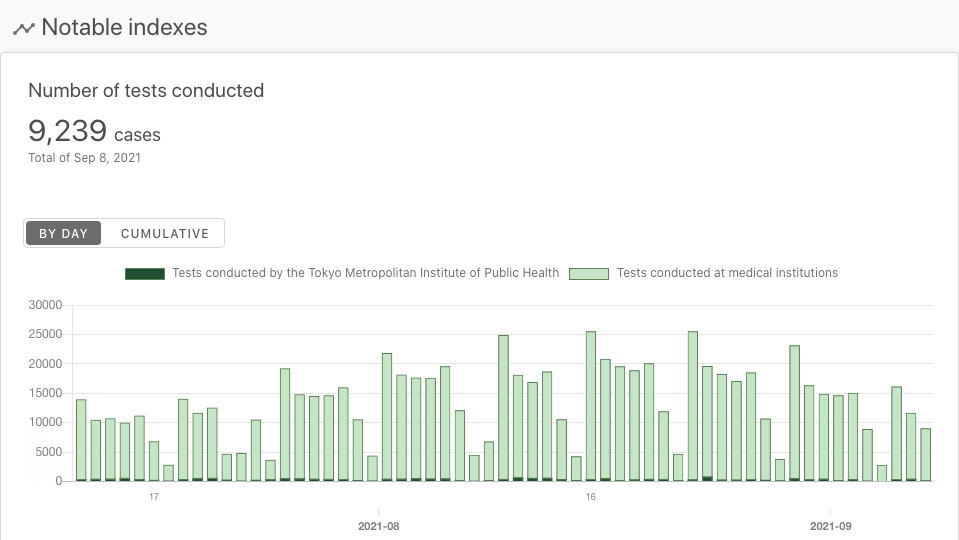 Notable indexes
Number of tests conducted
9,239 cases
Total of Sep 8, 2021
BY DAY CUMULATIVE
Tests conducted by the Tokyo Metropolitan Institute of Public Health Tests conducted at medical institutions
30000
25000
20000
15000
10000
5000
0
17 16
2021-08 2021-09